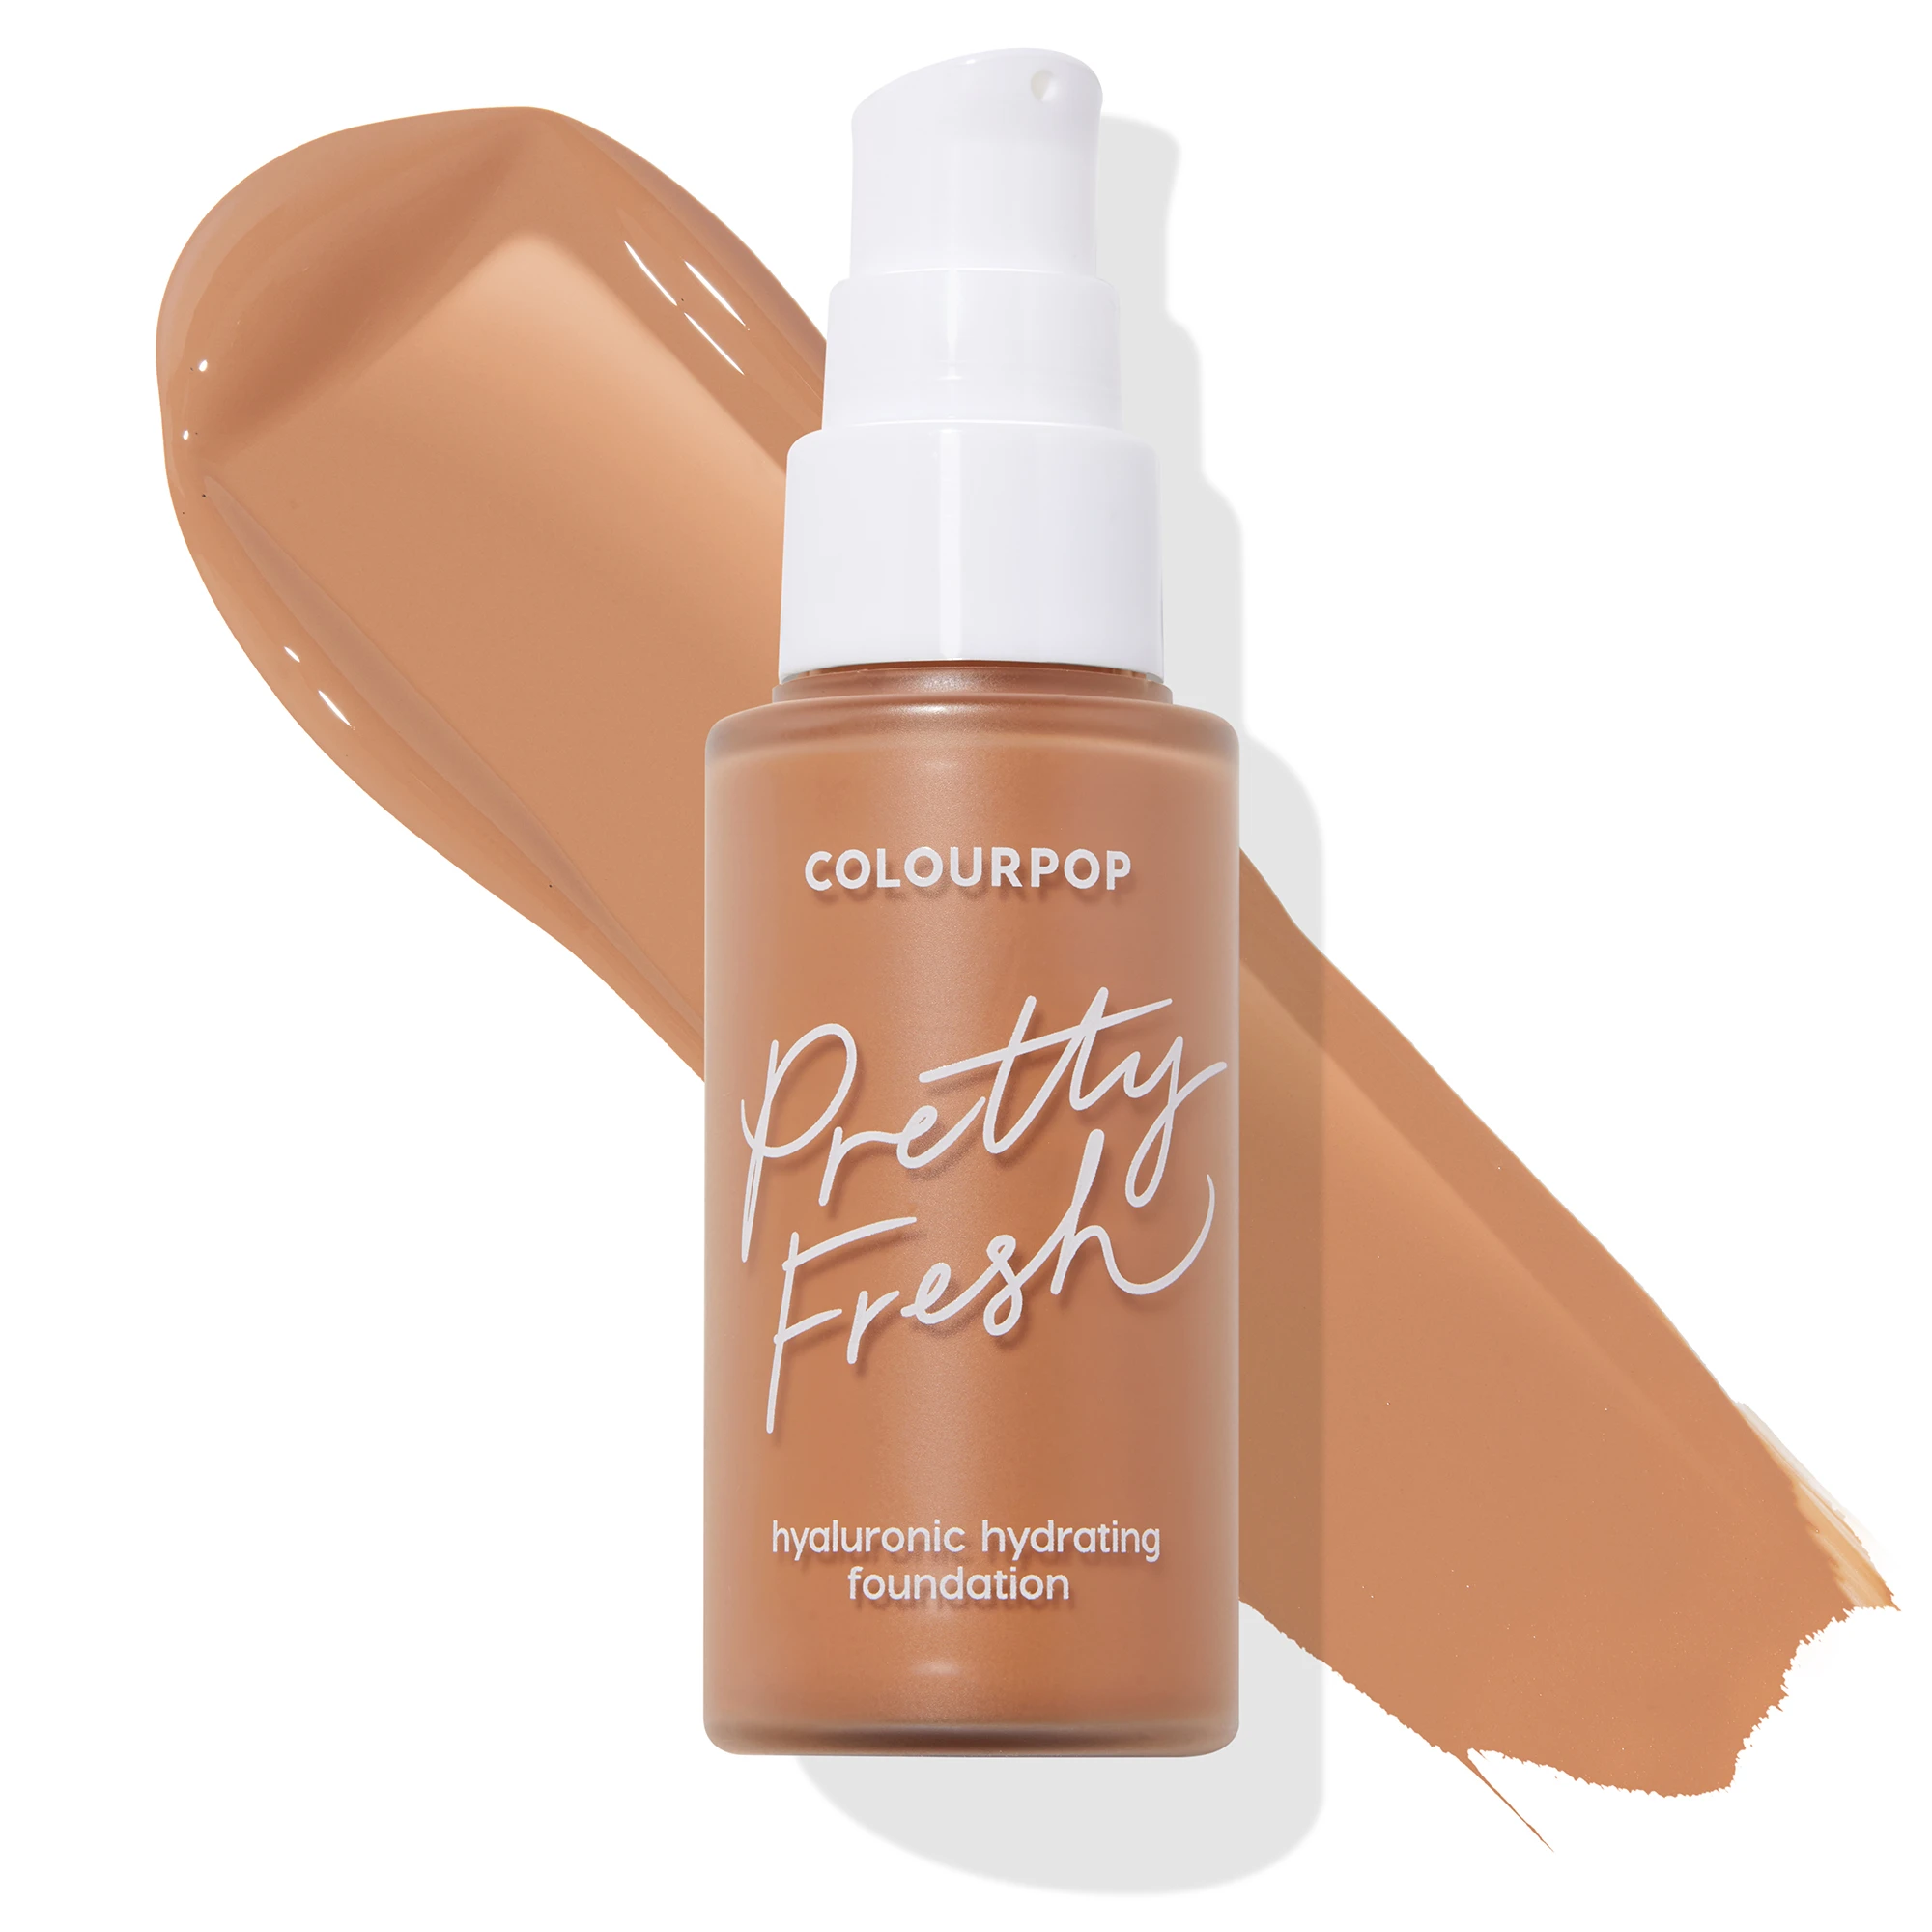 COLOURPOP
Pretty
Fresh
hyaluronic hydrating
foundation